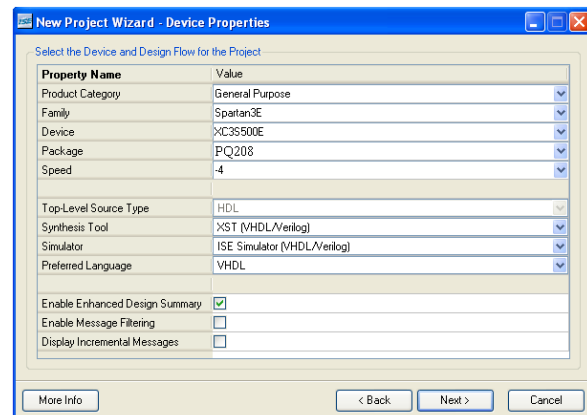 New Project Wizard - Device Properties
Select the Device and Design Flow for the Project
Property Name Value
Product Category General Purpose
Family Spartan3E
Device XC3S500E
Package PQ208
Speed -4
Top-Level Source Type HDL
Synthesis Tool XST (VHDL/Verilog)
Simulator ISE Simulator (VHDL/Verilog)
Preferred Language VHDL
Enable Enhanced Design Summary
Enable Message Filtering
Display Incremental Messages
More Info < Back Next > Cancel